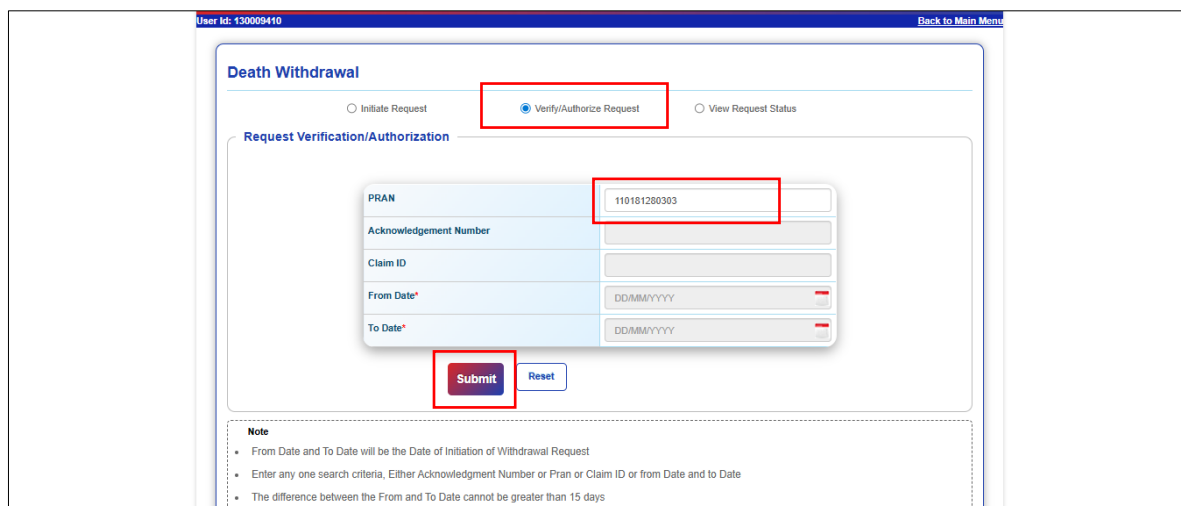 User Id: 130009410 Back to Main Menu
Death Withdrawal
Initiate Request Verify/Authorize Request View Request Status
Request Verification/Authorization
PRAN 110181280303
Acknowledgement Number
Claim ID
From Date* DD/MM/YYYY
To Date* DD/MM/YYYY
Submit Reset
Note
From Date and To Date will be the Date of Initiation of Withdrawal Request
Enter any one search criteria, Either Acknowledgment Number or Pran or Claim ID or from Date and to Date
The difference between the From and To Date cannot be greater than 15 days